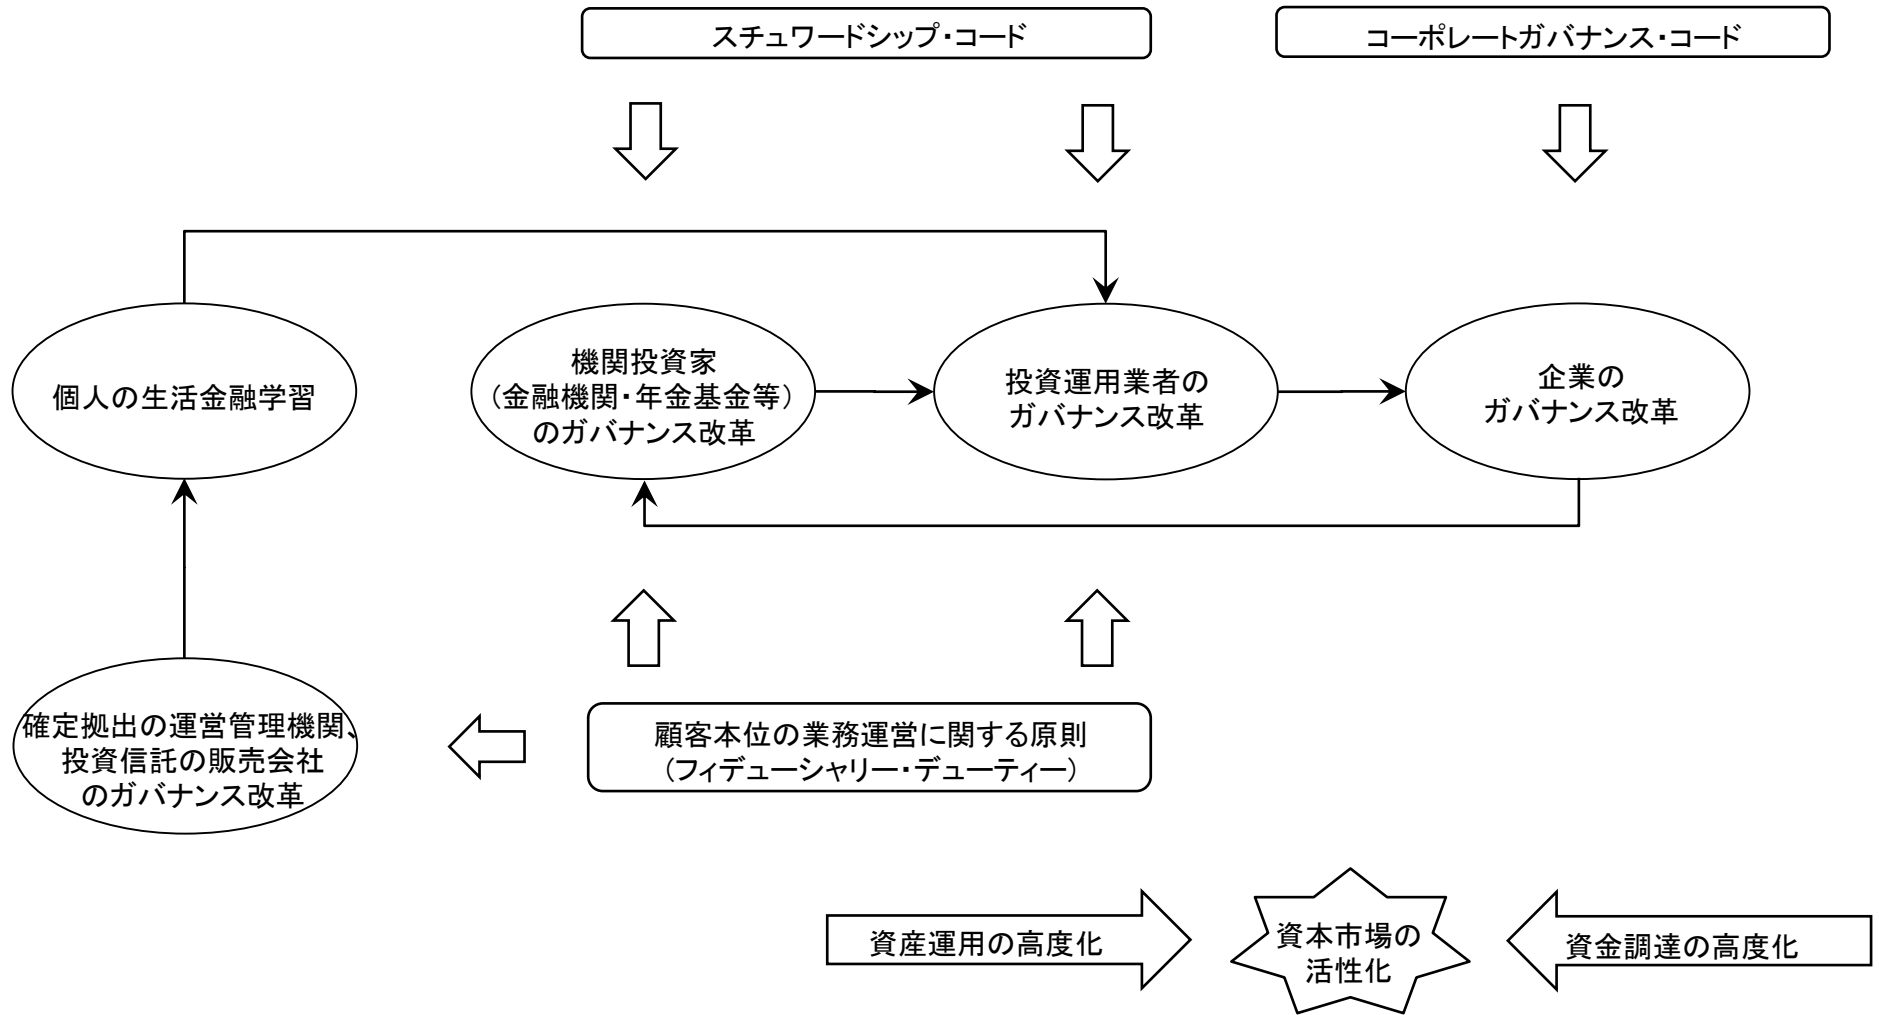 スチュワードシップ・コード
コーポレートガバナンス・コード
個人の生活金融学習
機関投資家
(金融機関・年金基金等)
のガバナンス改革
投資運用業者の
ガバナンス改革
企業の
ガバナンス改革
確定拠出の運営管理機関、
投資信託の販売会社
のガバナンス改革
顧客本位の業務運営に関する原則
(フィデューシャリー・デューティー)
資産運用の高度化
資本市場の
活性化
資金調達の高度化